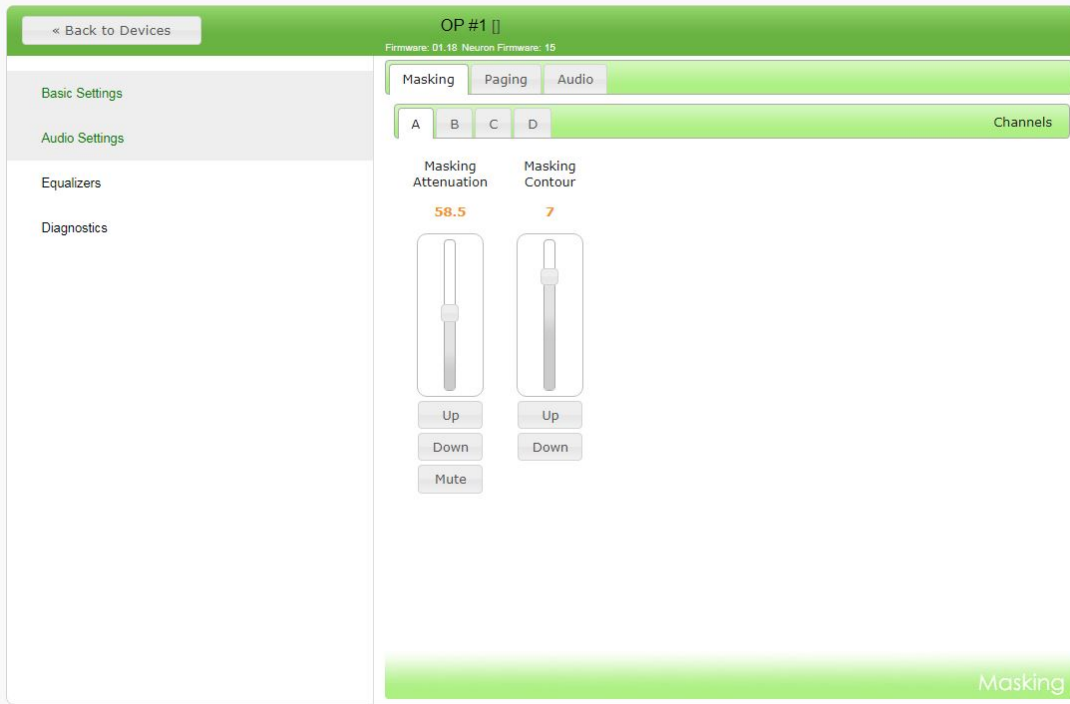 « Back to Devices
OP #1 []
Firmware: 01.18 Neuron Firmware: 15
Basic Settings
Audio Settings
Equalizers
Diagnostics
Masking Paging Audio
A B C D Channels
Masking Masking
Attenuation Contour
58.5 7
Up Up
Down Down
Mute
Masking